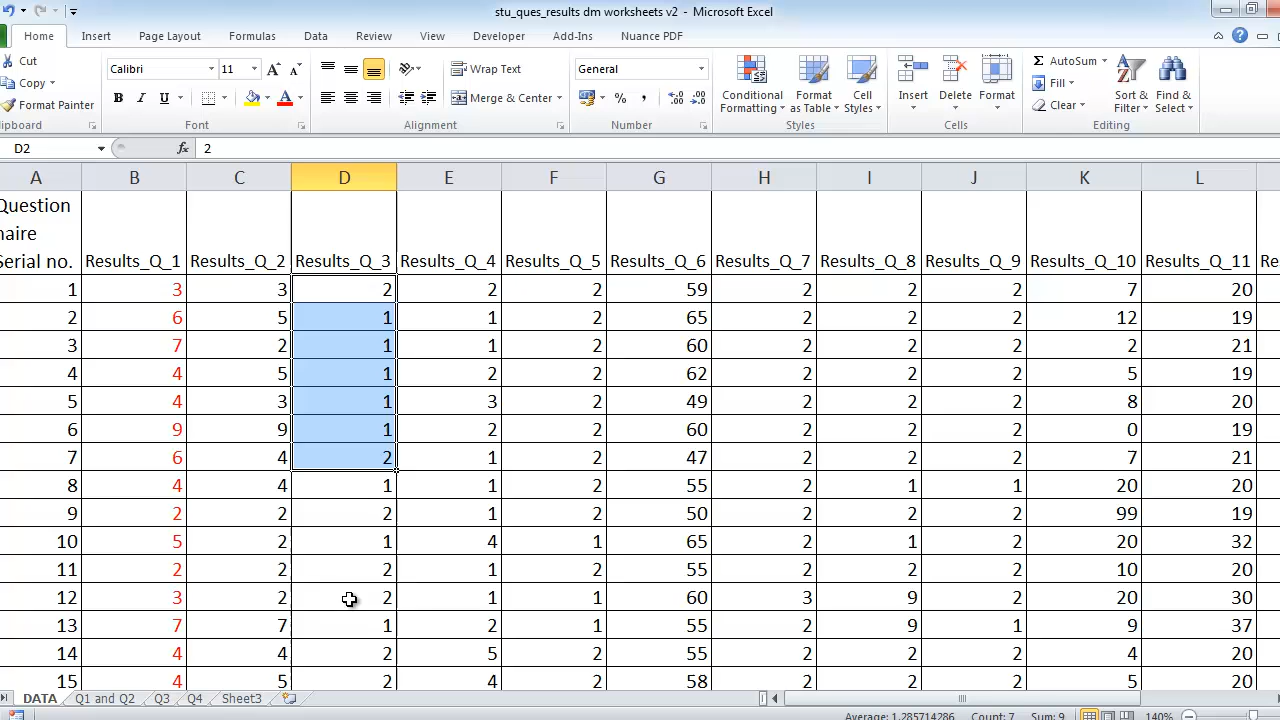 stu_ques_results dm worksheets v2 - Microsoft Excel
Home Insert Page Layout Formulas Data Review View Developer Add-Ins Nuance PDF
Cut
Copy
Format Painter
Calibri 11
B I U
Wrap Text
Merge & Center
General
% ,
Conditional Formatting
Format as Table
Cell Styles
Insert Delete Format
AutoSum
Fill
Clear
Sort & Filter
Find & Select
lipboard Font Alignment Number Styles Cells Editing
D2 fx 2
A B C D E F G H I J K L
Question
naire
Serial no. Results_Q_1 Results_Q_2 Results_Q_3 Results_Q_4 Results_Q_5 Results_Q_6 Results_Q_7 Results_Q_8 Results_Q_9 Results_Q_10 Results_Q_11 Re
1 3 3 2 2 2 59 2 2 2 7 20
2 6 5 1 1 2 65 2 2 2 12 19
3 7 2 1 1 2 60 2 2 2 2 21
4 4 5 1 2 2 62 2 2 2 5 19
5 4 3 1 3 2 49 2 2 2 8 20
6 9 9 1 2 2 60 2 2 2 0 19
7 6 4 2 1 2 47 2 2 2 7 21
8 4 4 1 1 2 55 2 1 1 20 20
9 2 2 2 1 2 50 2 2 2 99 19
10 5 2 1 4 1 65 2 1 2 20 32
11 2 2 2 1 2 55 2 2 2 10 20
12 3 2 2 1 1 60 3 9 2 20 30
13 7 7 1 2 1 55 2 9 1 9 37
14 4 4 2 5 2 55 2 2 2 4 20
15 4 5 2 4 2 58 2 2 2 5 20
DATA Q1 and Q2 Q3 Q4 Sheet3
Average: 1.285714286 Count: 7 Sum: 9 140%